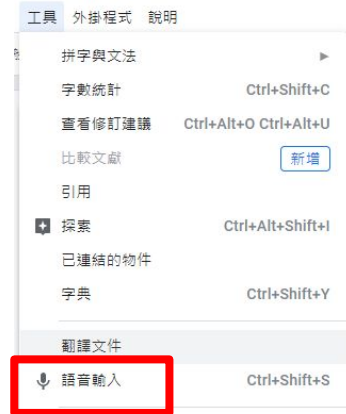 工具 外掛程式 說明
拼字與文法
字數統計 Ctrl+Shift+C
查看修訂建議 Ctrl+Alt+O Ctrl+Alt+U
比較文獻 新增
引用
探索 Ctrl+Alt+Shift+I
已連結的物件
字典 Ctrl+Shift+Y
翻譯文件
語音輸入 Ctrl+Shift+S